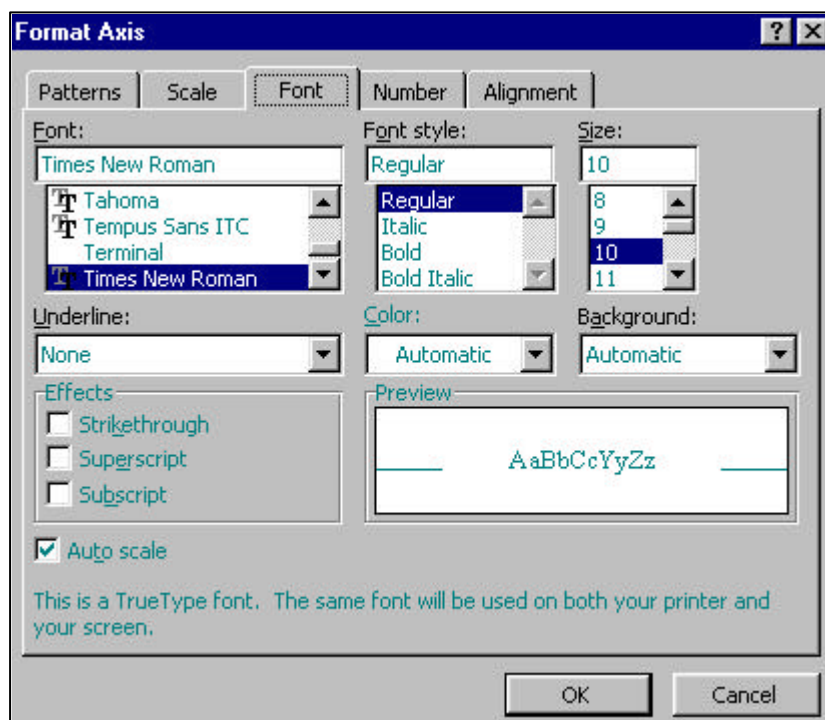 Format Axis
Patterns Scale Font Number Alignment
Font: Font style: Size:
Times New Roman Regular 10
Tahoma Regular 8
Tempus Sans ITC Italic 9
Terminal Bold 10
Times New Roman Bold Italic 11
Underline: Color: Background:
None Automatic Automatic
Effects Preview
Strikethrough
Superscript AaBbCcYyZz
Subscript
Auto scale
This is a TrueType font. The same font will be used on both your printer and
your screen.
OK Cancel